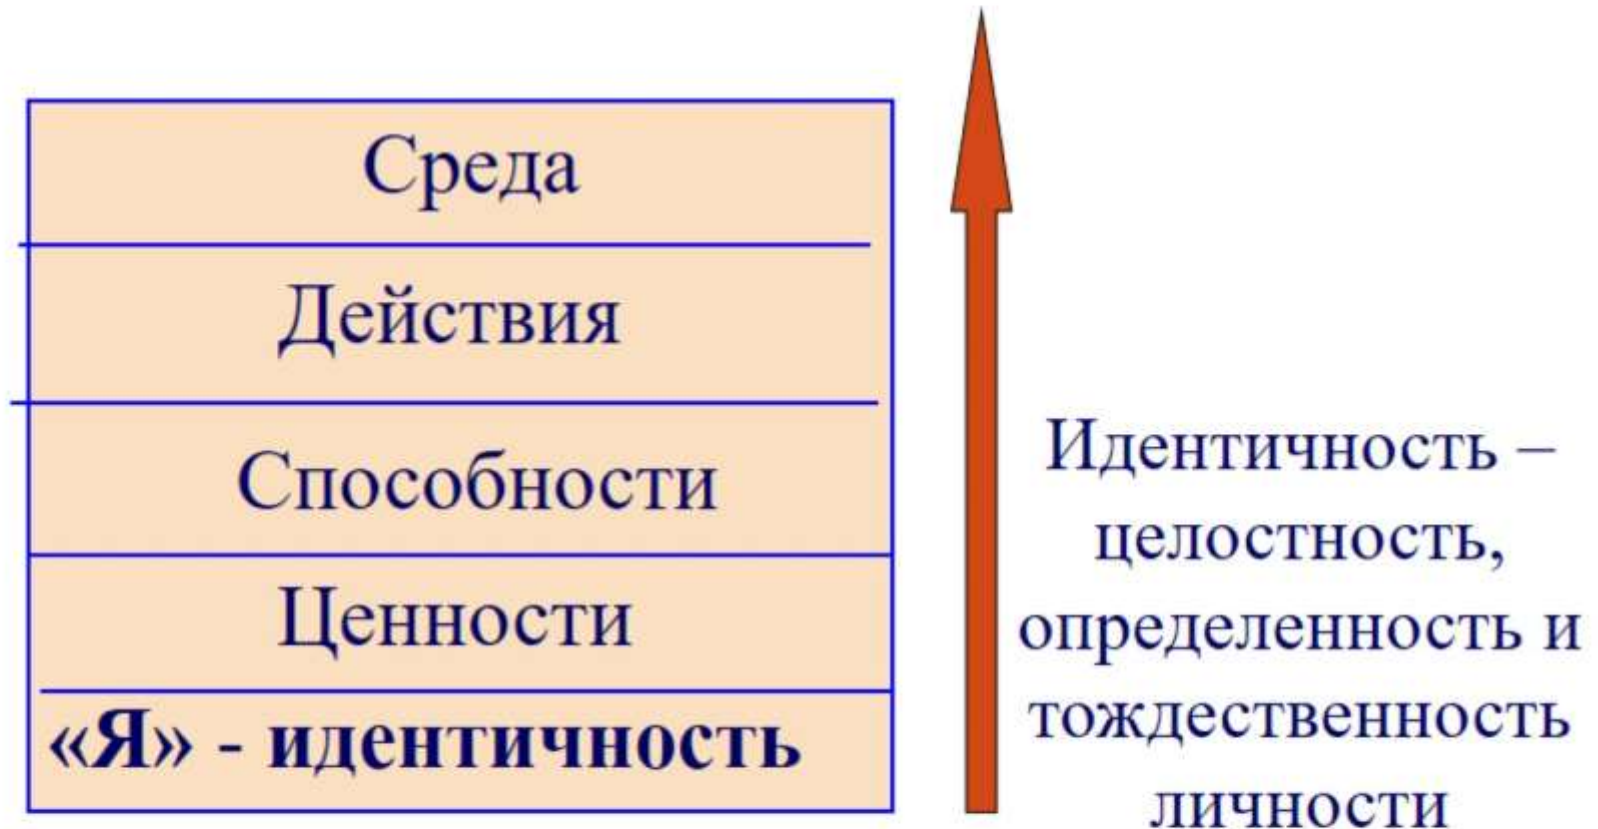 Среда
Действия
Способности
Ценности
«Я» - идентичность
Идентичность –
целостность,
определенность и
тождественность
личности